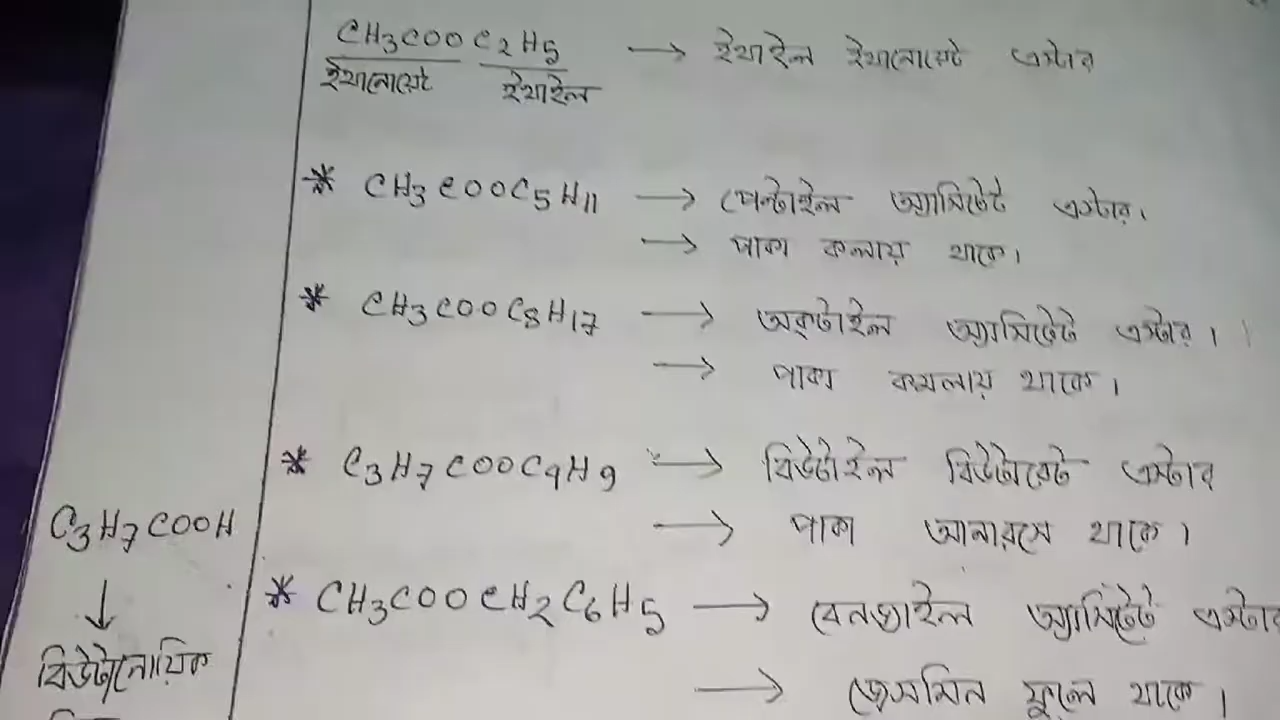 CH3COOC2H5 → ইথাইল ইথানোয়েট এস্টার
ইথানোয়েট ইথাইল
* CH3COOC5H11 → পেন্টাইল অ্যাসিটেট এস্টার।
→ পাকা কলায় থাকে।
* CH3COOC8H17 → অক্টাইল অ্যাসিটেট এস্টার।
→ পাকা কমলায় থাকে।
* C3H7COOC4H9 → বিউটাইল বিউটারেট এস্টার
→ পাকা আনারসে থাকে।
* CH3COOCH2C6H5 → বেনজাইল অ্যাসিটেট এস্টার
→ জেসমিন ফুলে থাকে।
C3H7COOH
↓
বিউটানোয়িক